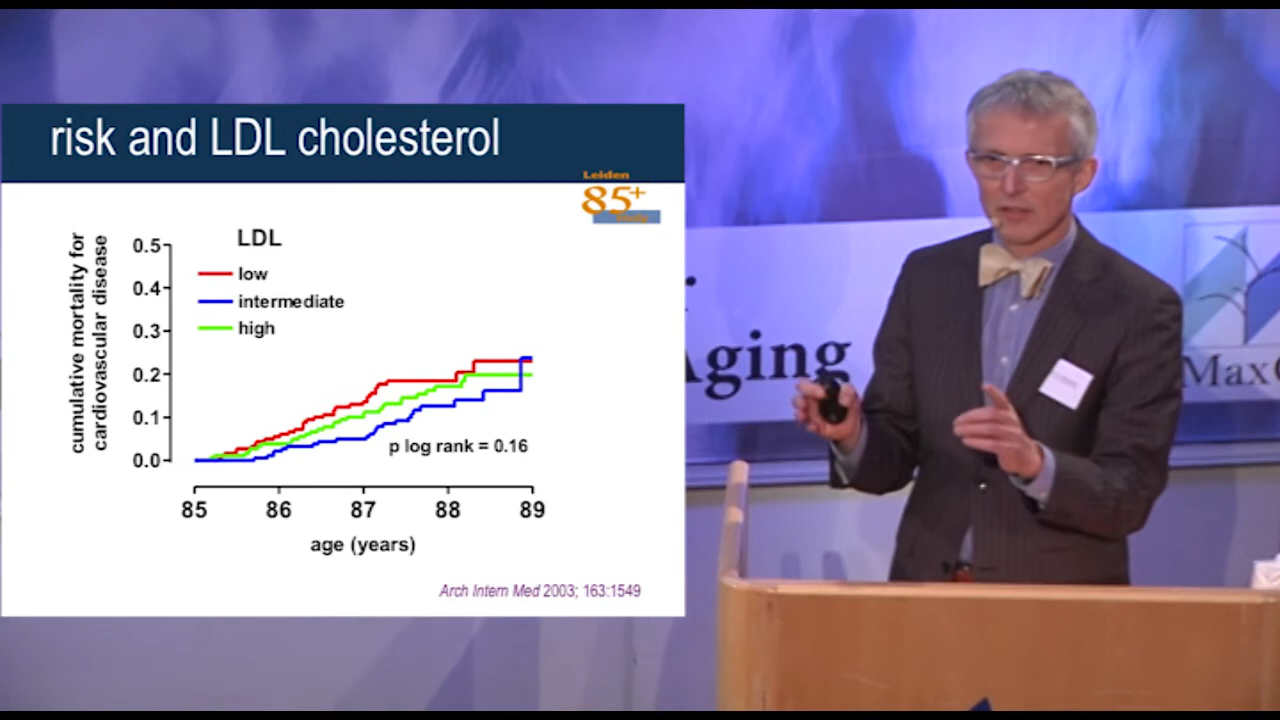 risk and LDL cholesterol
Leiden
85+
cumulative mortality for
cardiovascular disease
0.5
0.4
0.3
0.2
0.1
0.0
LDL
low
intermediate
high
p log rank = 0.16
85 86 87 88 89
age (years)
Arch Intern Med 2003; 163:1549
Aging
Max